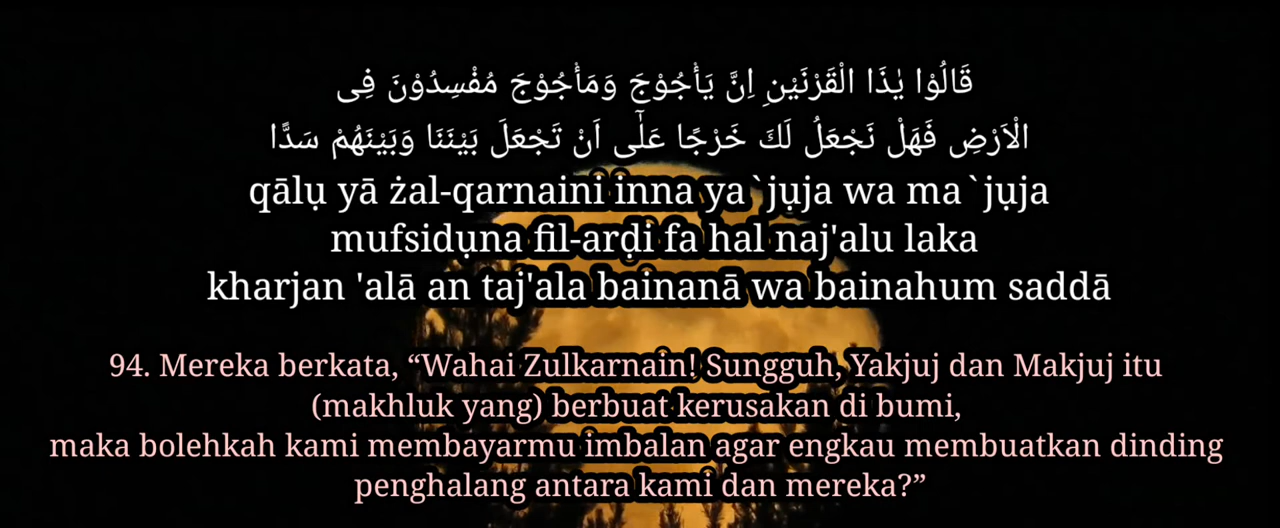 قَالُوْا يٰذَا الْقَرْنَيْنِ اِنَّ يَأْجُوْجَ وَمَأْجُوْجَ مُفْسِدُوْنَ فِى
الْاَرْضِ فَهَلْ نَجْعَلُ لَكَ خَرْجًا عَلٰٓى اَنْ تَجْعَلَ بَيْنَنَا وَبَيْنَهُمْ سَدًّا
qālụ yā żal-qarnaini inna ya`jụja wa ma`jụja
mufsidụna fil-arḍi fa hal naj'alu laka
kharjan 'alā an taj'ala bainanā wa bainahum saddā
94. Mereka berkata, “Wahai Zulkarnain! Sungguh, Yakjuj dan Makjuj itu
(makhluk yang) berbuat kerusakan di bumi,
maka bolehkah kami membayarmu imbalan agar engkau membuatkan dinding
penghalang antara kami dan mereka?”